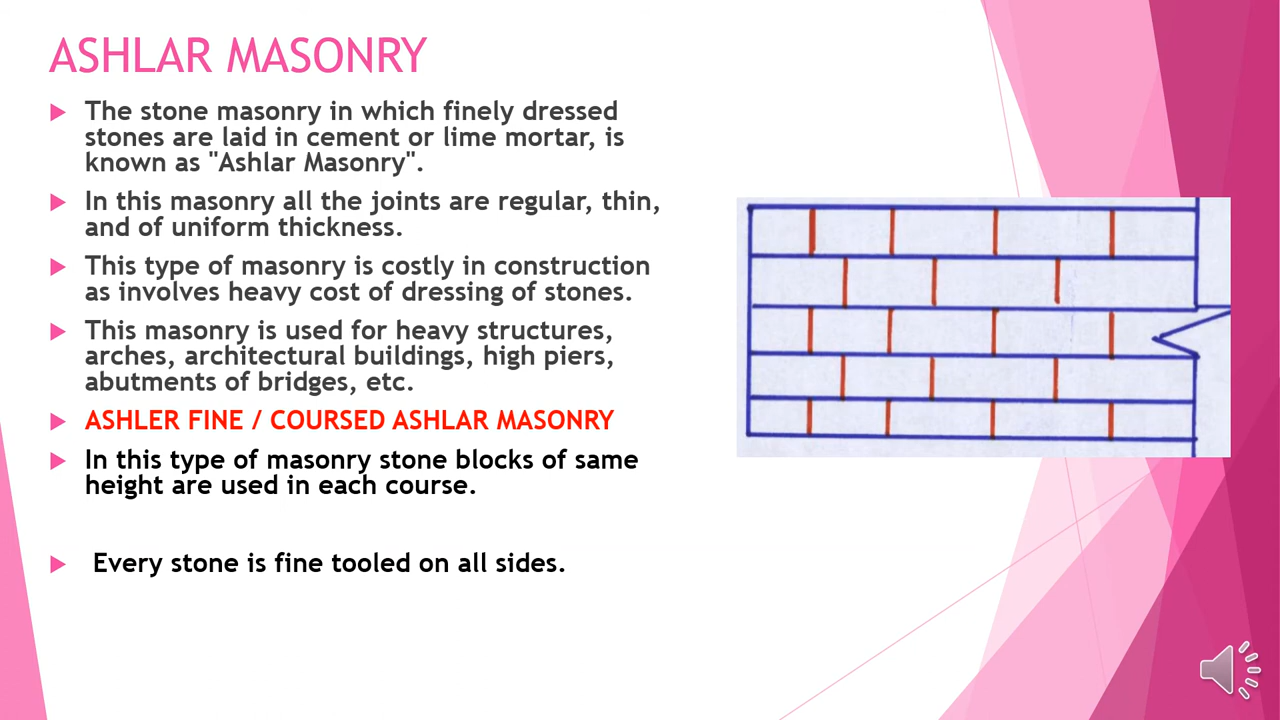 ASHLAR MASONRY
The stone masonry in which finely dressed
stones are laid in cement or lime mortar, is
known as "Ashlar Masonry".
In this masonry all the joints are regular, thin,
and of uniform thickness.
This type of masonry is costly in construction
as involves heavy cost of dressing of stones.
This masonry is used for heavy structures,
arches, architectural buildings, high piers,
abutments of bridges, etc.
ASHLER FINE / COURSED ASHLAR MASONRY
In this type of masonry stone blocks of same
height are used in each course.
Every stone is fine tooled on all sides.